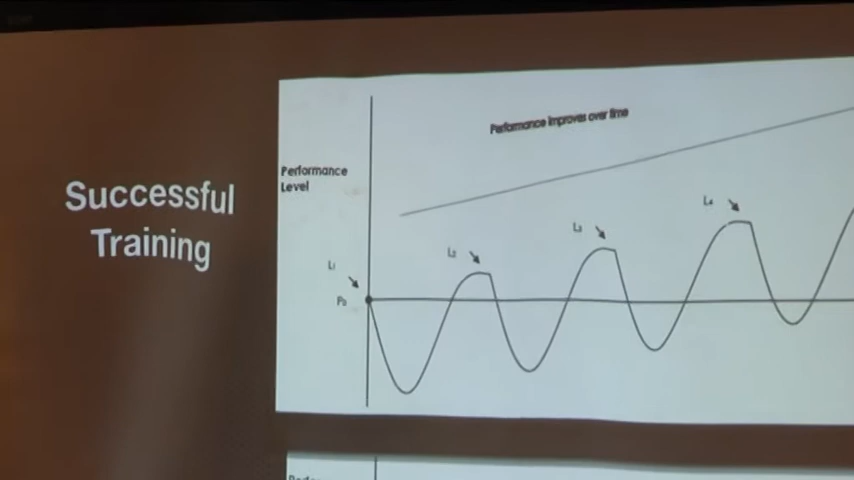 Successful
Training
Performance improves over time
Performance
Level
L₁
P₀
L₂
L₃
L₄